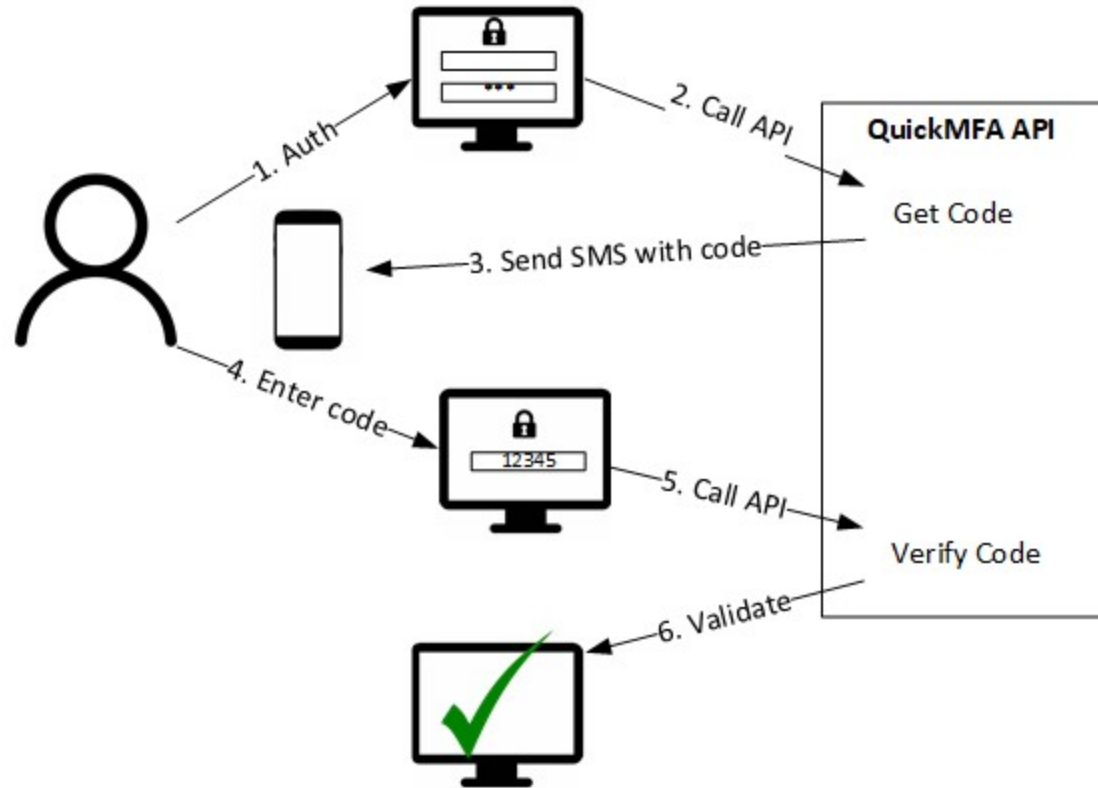 ***
1. Auth
2. Call API
QuickMFA API
Get Code
3. Send SMS with code
4. Enter code
12345
5. Call API
Verify Code
6. Validate